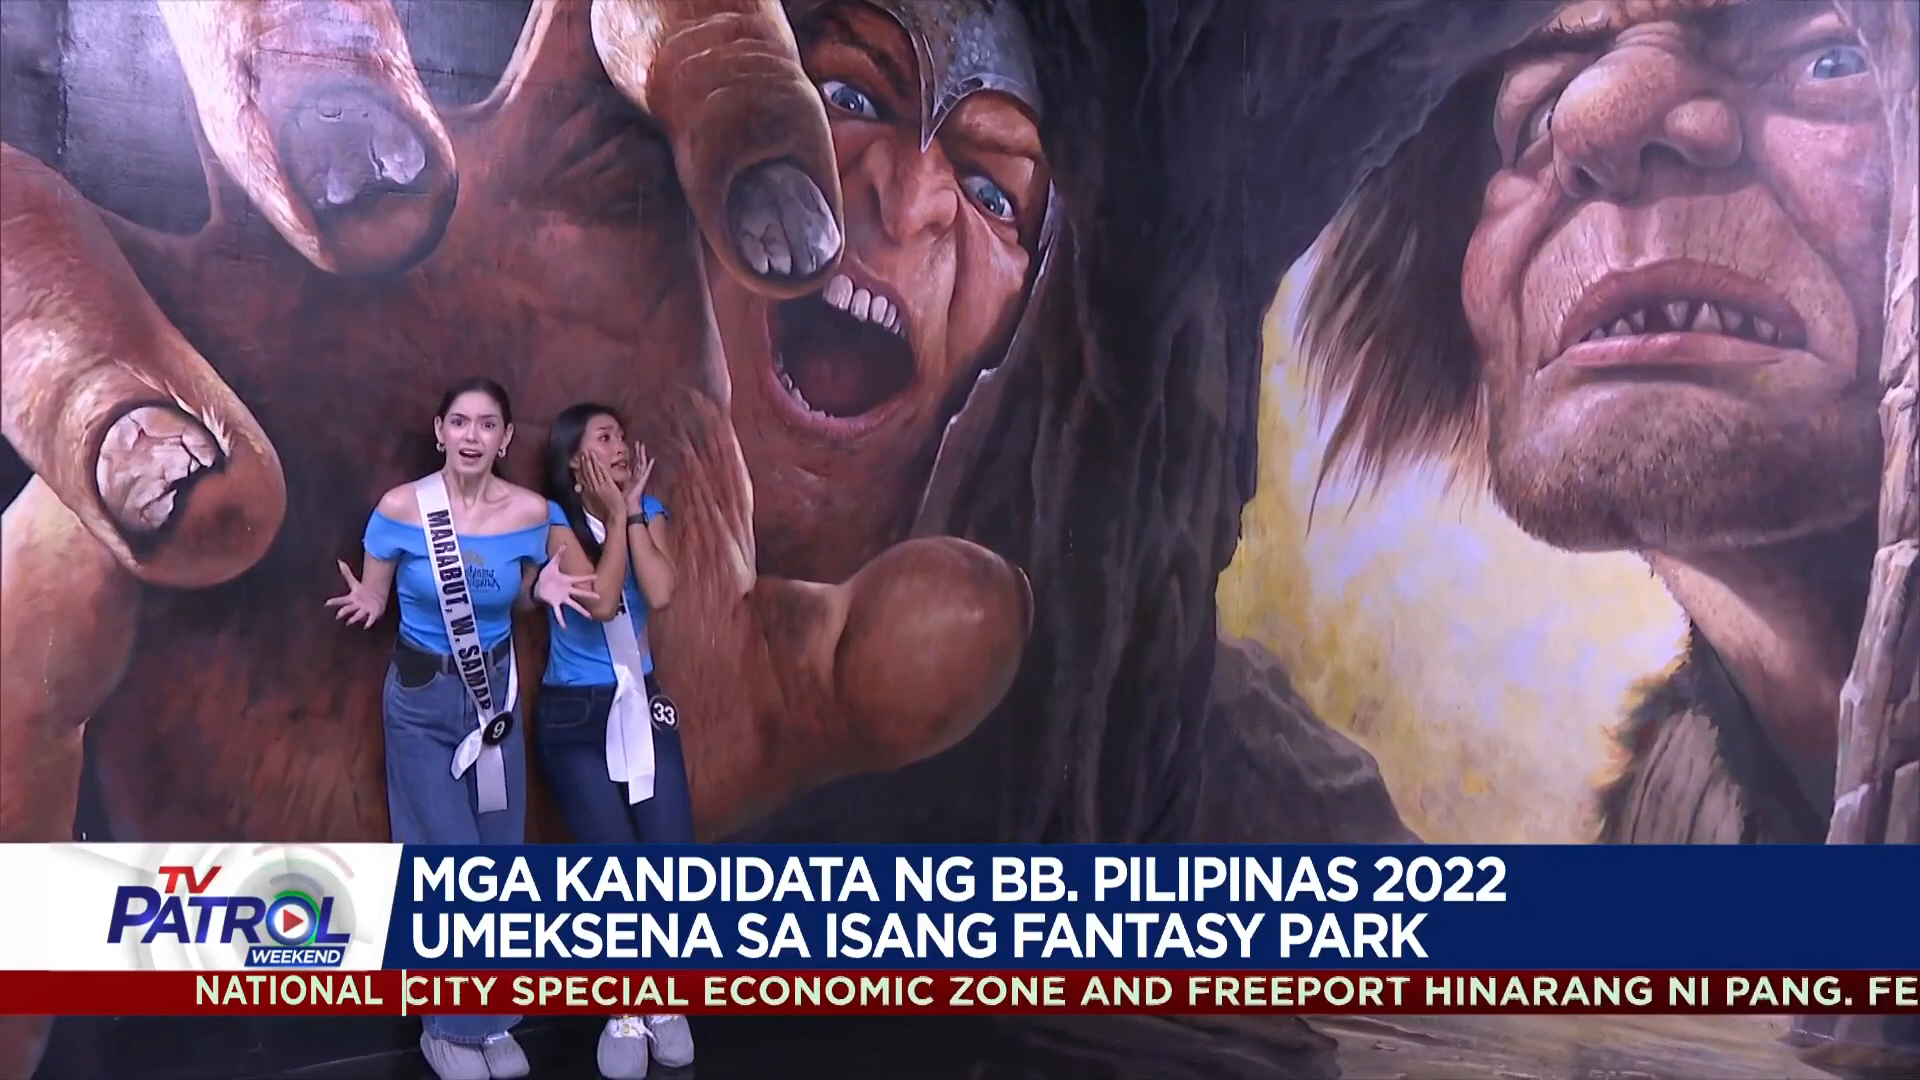 MARABUT, W. SAMAR
9
33
TV PATROL
WEEKEND
MGA KANDIDATA NG BB. PILIPINAS 2022
UMEKSENA SA ISANG FANTASY PARK
NATIONAL
CITY SPECIAL ECONOMIC ZONE AND FREEPORT HINARANG NI PANG. FE